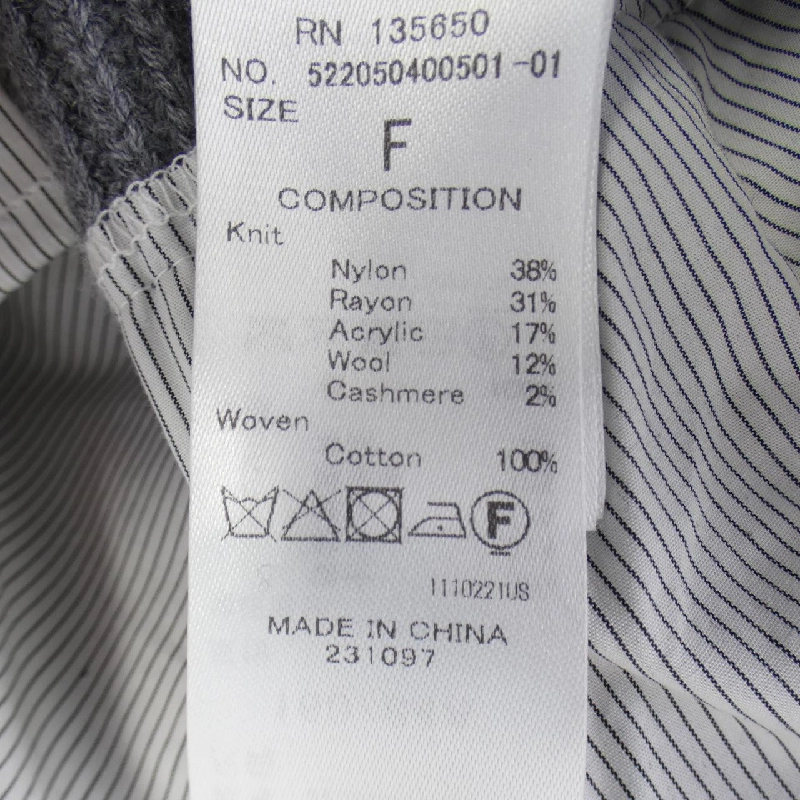 RN 135650
NO. 522050400501-01
SIZE
F
COMPOSITION
Knit
Nylon 38%
Rayon 31%
Acrylic 17%
Wool 12%
Cashmere 2%
Woven
Cotton 100%
F
1110221US
MADE IN CHINA
231097